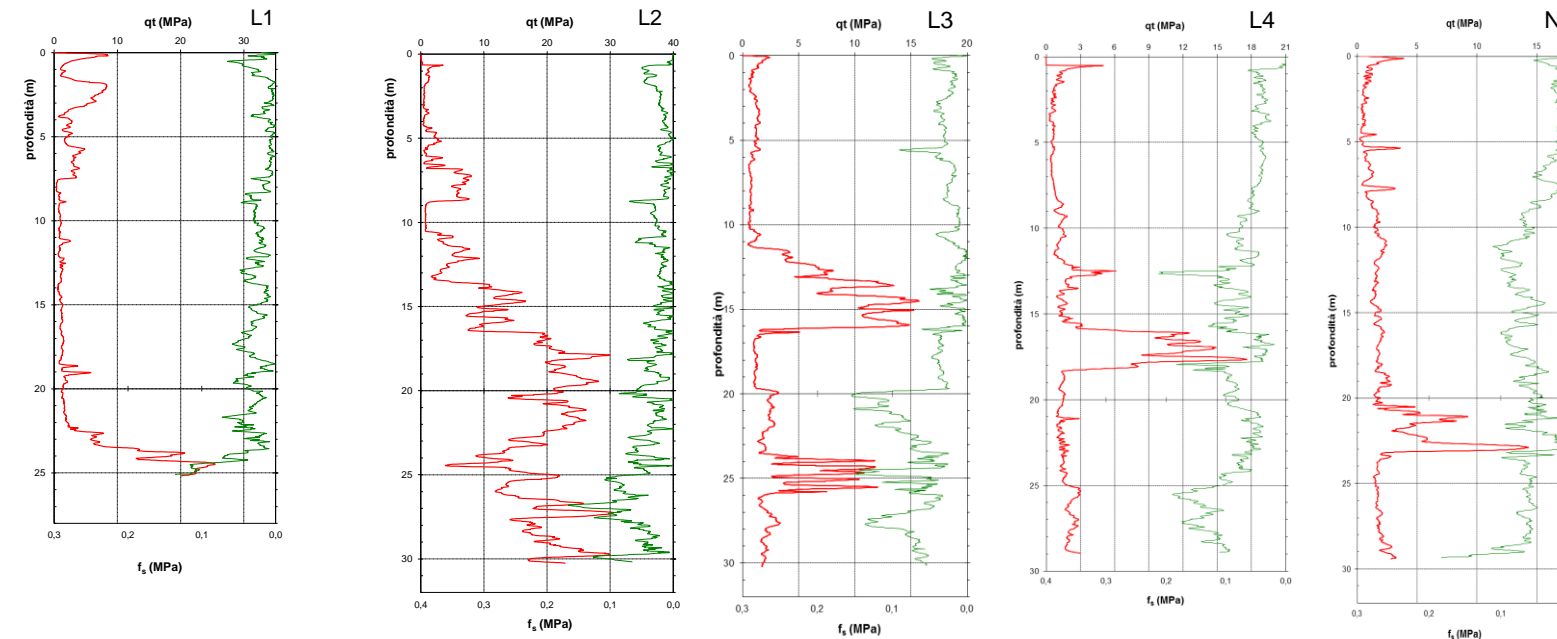 qt (MPa) L1
0 10 20 30
profondità (m)
0
5
10
15
20
25
0,3 0,2 0,1 0,0
fs (MPa)
qt (MPa) L2
0 10 20 30 40
profondità (m)
0
5
10
15
20
25
30
0,4 0,3 0,2 0,1 0,0
fs (MPa)
qt (MPa) L3
0 5 10 15 20
profondità (m)
0
5
10
15
20
25
30
0,3 0,2 0,1 0,0
fs (MPa)
qt (MPa) L4
0 3 6 9 12 15 18 21
profondità (m)
0
5
10
15
20
25
30
0,4 0,3 0,2 0,1 0,0
fs (MPa)
qt (MPa) N
0 5 10 15
profondità (m)
0
5
10
15
20
25
30
0,3 0,2 0,1
fs (MPa)